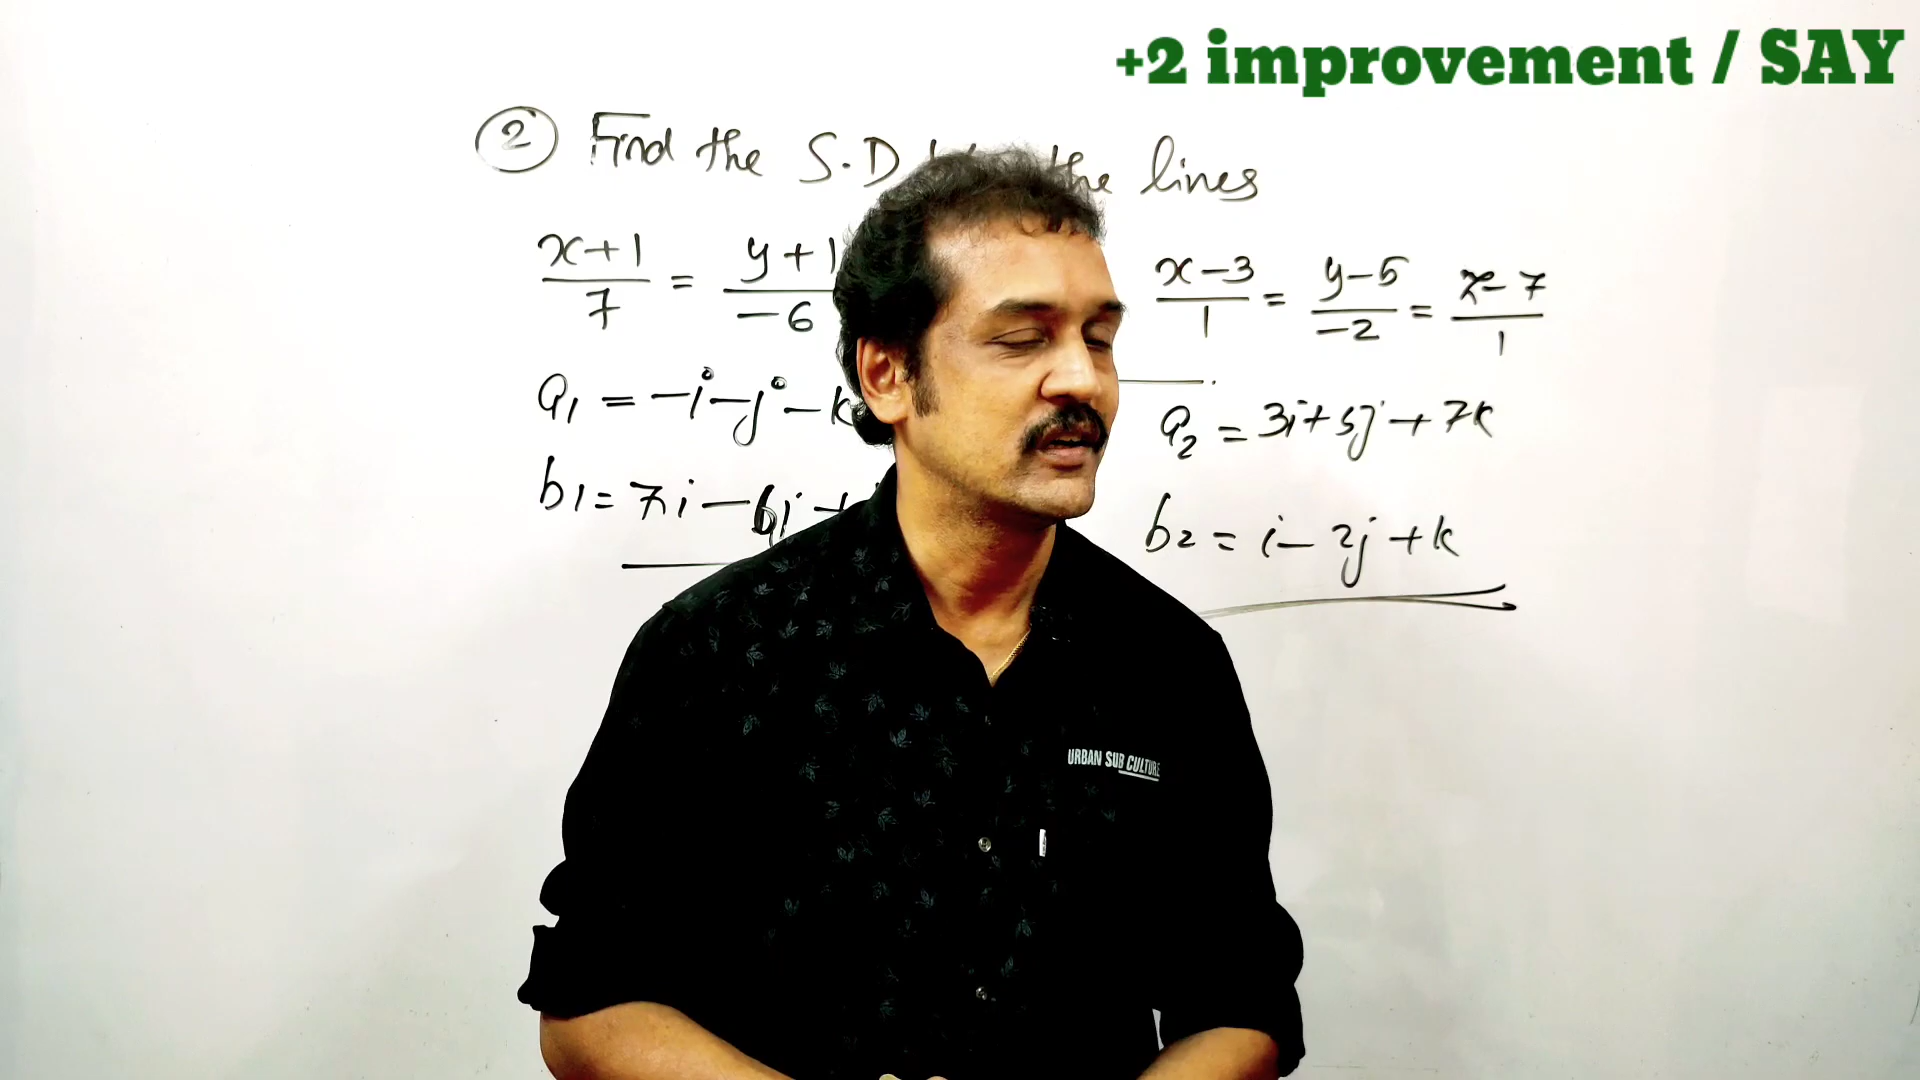 +2 improvement / SAY
② Find the S.D the lines
x+1/7 = y+1/-6
x-3/1 = y-5/-2 = z-7/1
a1 = -i-j-k
a2 = 3i+5j+7k
b1 = 7i-6j+
b2 = i-2j+k
URBAN SUB CULTURE